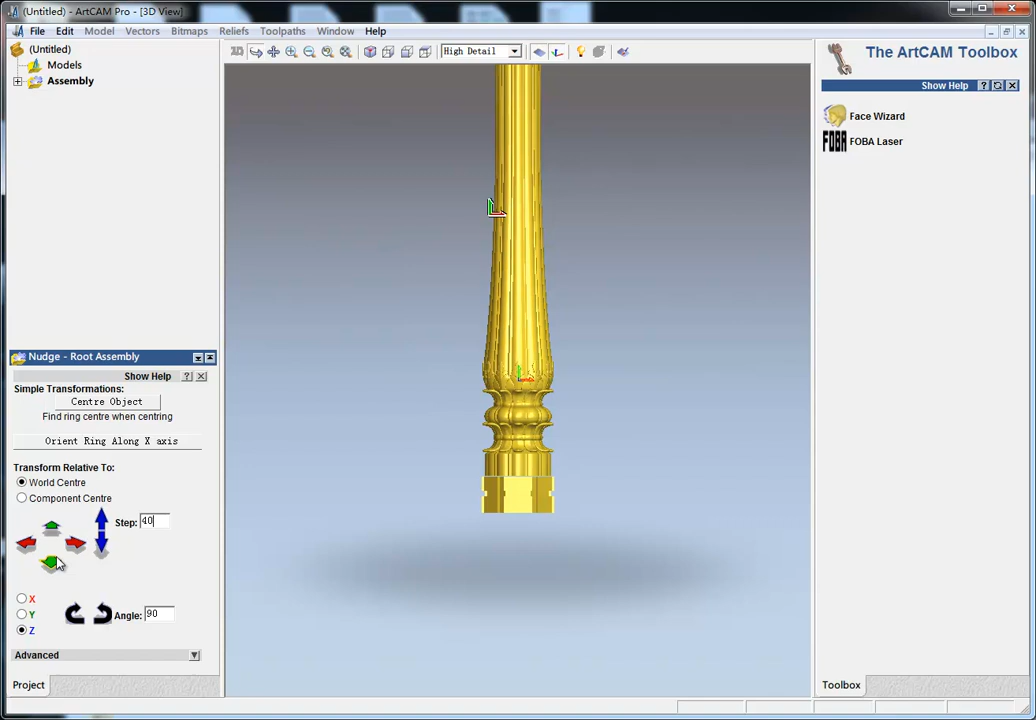 (Untitled) - ArtCAM Pro - [3D View]
File Edit Model Vectors Bitmaps Reliefs Toolpaths Window Help
(Untitled)
Models
Assembly
3D
High Detail
The ArtCAM Toolbox
Show Help ?
Face Wizard
FOBA FOBA Laser
Nudge - Root Assembly
Show Help ?
Simple Transformations:
Centre Object
Find ring centre when centring
Orient Ring Along X axis
Transform Relative To:
World Centre
Component Centre
Step: 40
X
Y
Z
Angle: 90
Advanced
Project
Toolbox